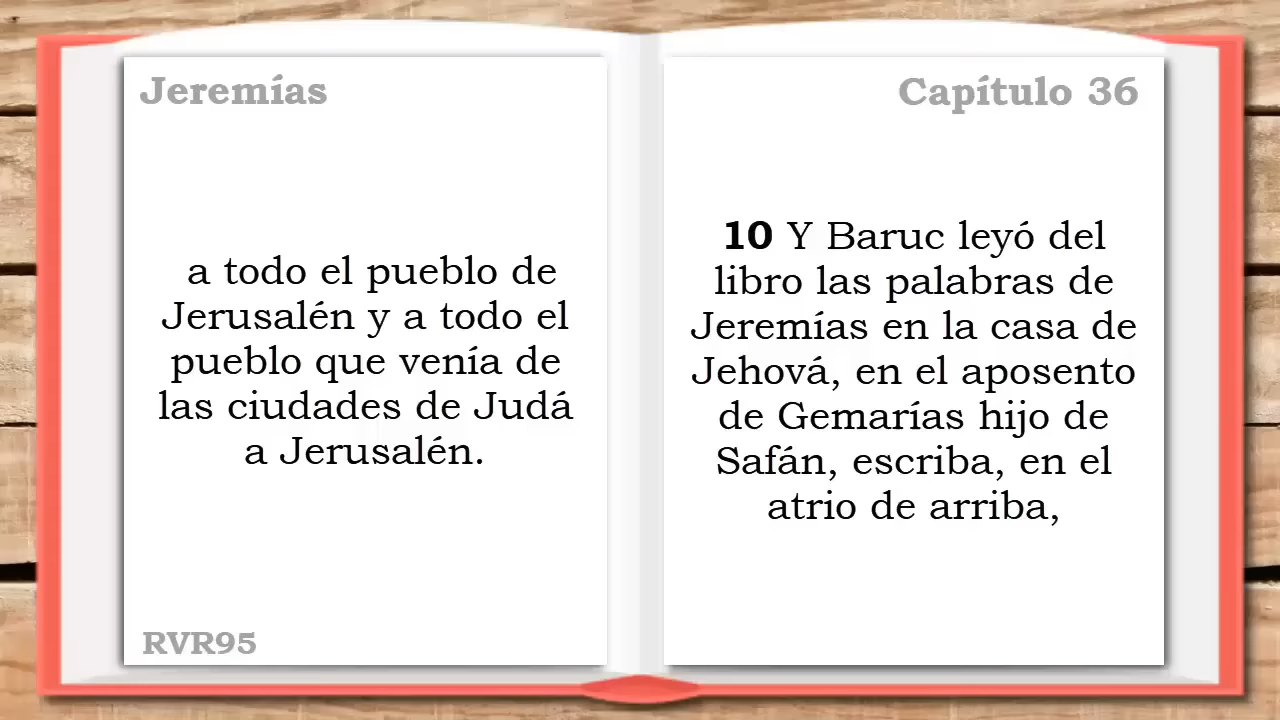 Jeremías
a todo el pueblo de
Jerusalén y a todo el
pueblo que venía de
las ciudades de Judá
a Jerusalén.
RVR95
Capítulo 36
10 Y Baruc leyó del
libro las palabras de
Jeremías en la casa de
Jehová, en el aposento
de Gemarías hijo de
Safán, escriba, en el
atrio de arriba,